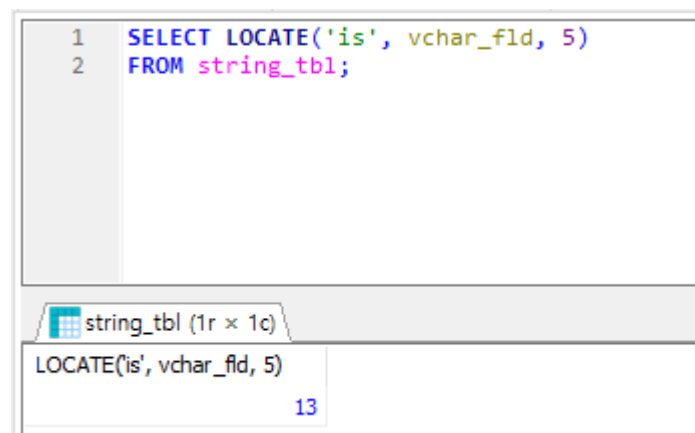 1 SELECT LOCATE('is', vchar_fld, 5)
2 FROM string_tbl;
string_tbl (1r × 1c)
LOCATE('is', vchar_fld, 5)
13